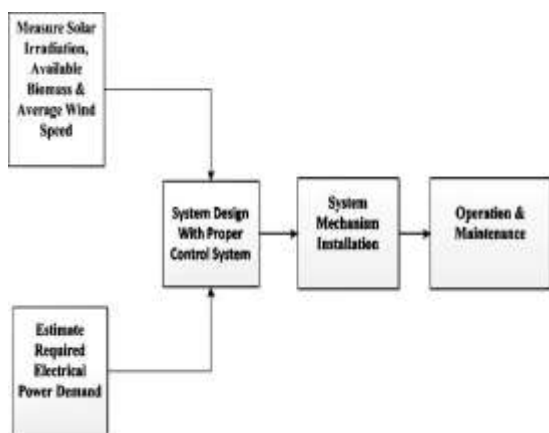 Measure Solar
Irradiation,
Available
Biomass &
Average Wind
Speed
System Design
With Proper
Control System
System
Mechanism
Installation
Operation &
Maintenance
Estimate
Required
Electrical
Power Demand